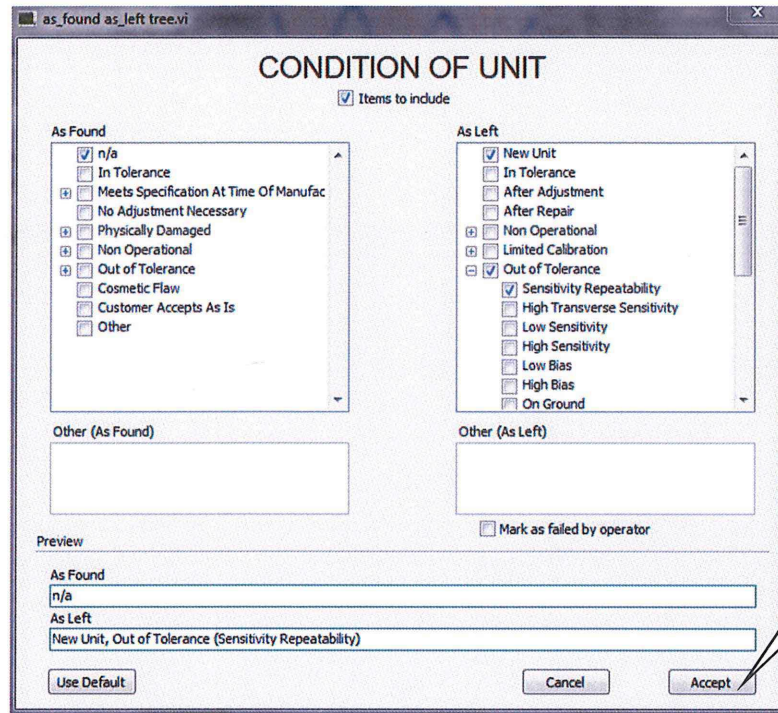 as_found as_left tree.vi
X
CONDITION OF UNIT
Items to include
As Found
n/a
In Tolerance
Meets Specification At Time Of Manufac
No Adjustment Necessary
Physically Damaged
Non Operational
Out of Tolerance
Cosmetic Flaw
Customer Accepts As Is
Other
As Left
New Unit
In Tolerance
After Adjustment
After Repair
Non Operational
Limited Calibration
Out of Tolerance
Sensitivity Repeatability
High Transverse Sensitivity
Low Sensitivity
High Sensitivity
Low Bias
High Bias
On Ground
Other (As Found)
Other (As Left)
Mark as failed by operator
Preview
As Found
n/a
As Left
New Unit, Out of Tolerance (Sensitivity Repeatability)
Use Default
Cancel
Accept